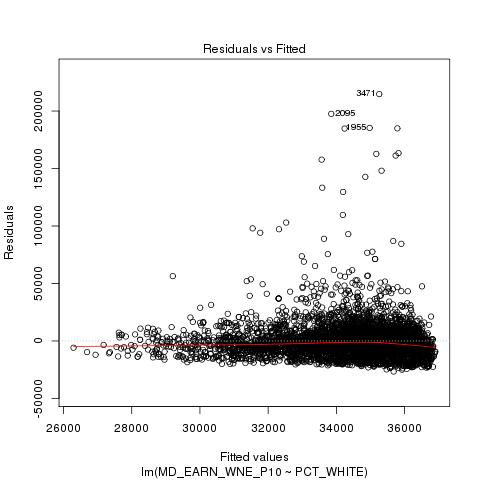 Residuals vs Fitted
3471
2095
1955
200000
150000
100000
50000
0
-50000
Residuals
26000 28000 30000 32000 34000 36000
Fitted values
lm(MD_EARN_WNE_P10 ~ PCT_WHITE)